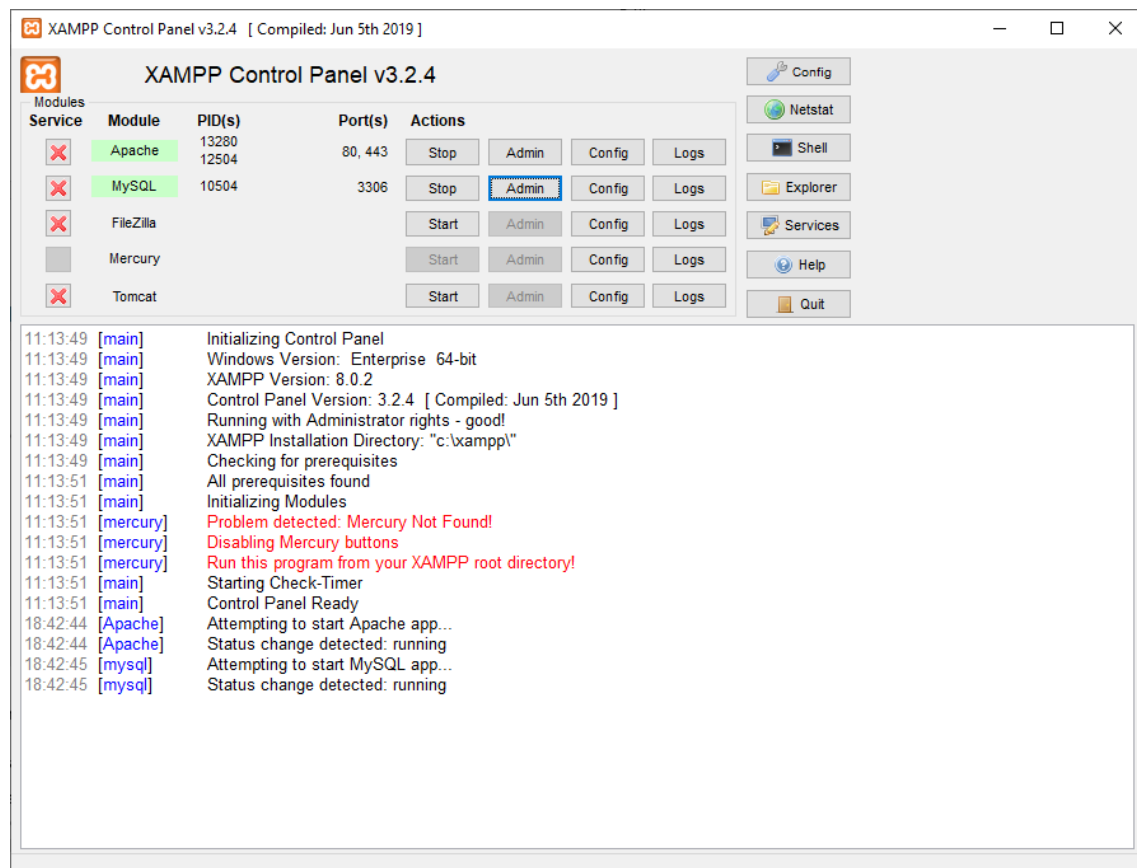 XAMPP Control Panel v3.2.4 [ Compiled: Jun 5th 2019 ]
XAMPP Control Panel v3.2.4
Config
Modules
Service Module PID(s) Port(s) Actions
Netstat
Apache 13280 12504 80, 443 Stop Admin Config Logs
Shell
MySQL 10504 3306 Stop Admin Config Logs
Explorer
FileZilla Start Admin Config Logs
Services
Mercury Start Admin Config Logs
Help
Tomcat Start Admin Config Logs
Quit
11:13:49 [main] Initializing Control Panel
11:13:49 [main] Windows Version: Enterprise 64-bit
11:13:49 [main] XAMPP Version: 8.0.2
11:13:49 [main] Control Panel Version: 3.2.4 [ Compiled: Jun 5th 2019 ]
11:13:49 [main] Running with Administrator rights - good!
11:13:49 [main] XAMPP Installation Directory: "c:\xampp\"
11:13:49 [main] Checking for prerequisites
11:13:51 [main] All prerequisites found
11:13:51 [main] Initializing Modules
11:13:51 [mercury] Problem detected: Mercury Not Found!
11:13:51 [mercury] Disabling Mercury buttons
11:13:51 [mercury] Run this program from your XAMPP root directory!
11:13:51 [main] Starting Check-Timer
11:13:51 [main] Control Panel Ready
18:42:44 [Apache] Attempting to start Apache app...
18:42:44 [Apache] Status change detected: running
18:42:45 [mysql] Attempting to start MySQL app...
18:42:45 [mysql] Status change detected: running